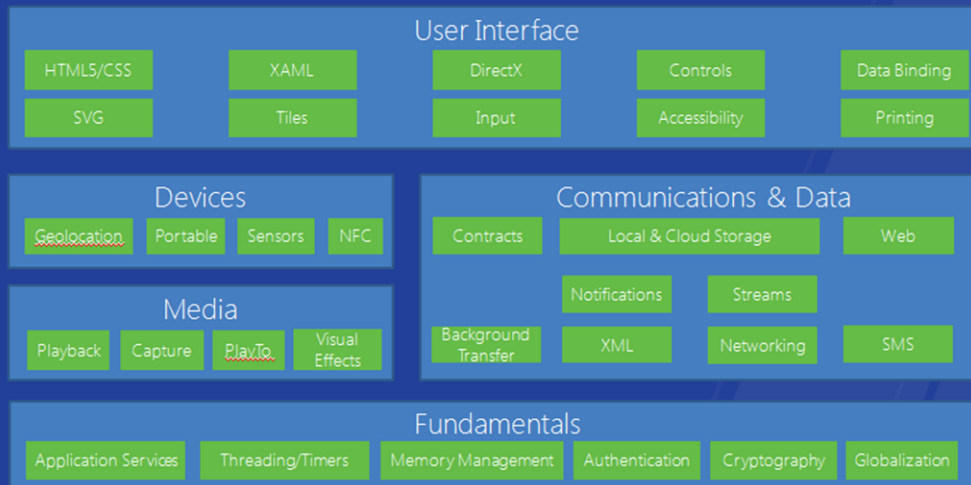 User Interface
HTML5/CSS XAML DirectX Controls Data Binding
SVG Tiles Input Accessibility Printing
Devices
Geolocation Portable Sensors NFC
Media
Playback Capture PlayTo Visual
Effects
Communications & Data
Contracts Local & Cloud Storage Web
Notifications Streams
Background
Transfer XML Networking SMS
Fundamentals
Application Services Threading/Timers Memory Management Authentication Cryptography Globalization